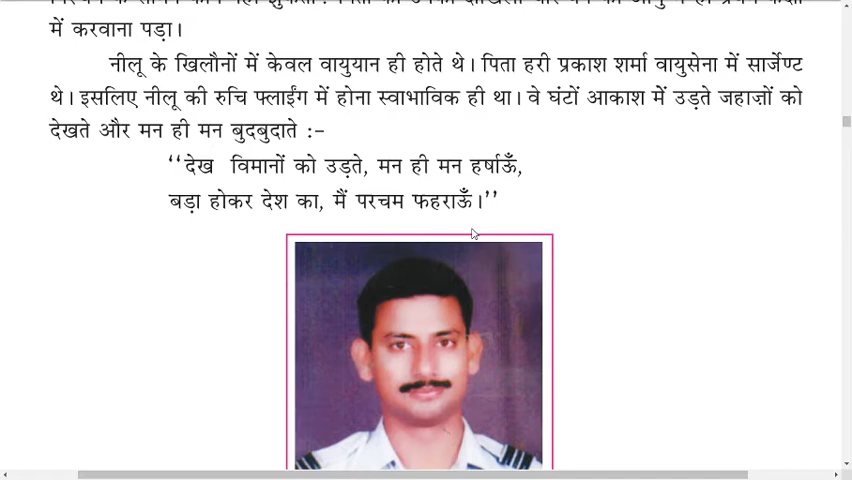 में करवाना पड़ा।
नीलू के खिलौनों में केवल वायुयान ही होते थे। पिता हरी प्रकाश शर्मा वायुसेना में सार्जेण्ट
थे। इसलिए नीलू की रुचि फ्लाईंग में होना स्वाभाविक ही था। वे घंटों आकाश में उड़ते जहाज़ों को
देखते और मन ही मन बुदबुदाते :-
‘‘देख विमानों को उड़ते, मन ही मन हर्षाऊँ,
बड़ा होकर देश का, मैं परचम फहराऊँ।’’